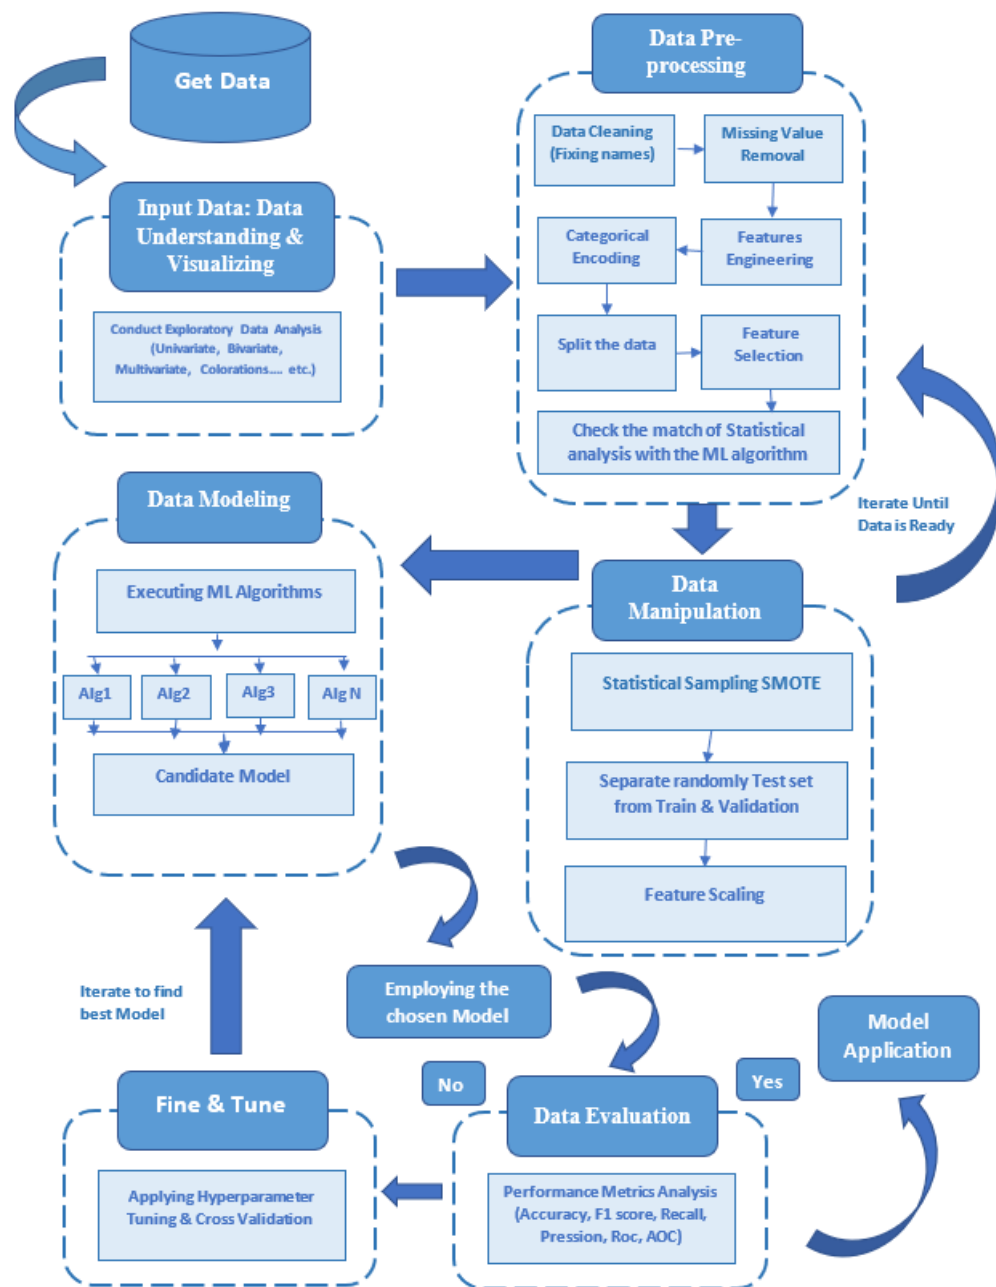 Get Data
Input Data: Data
Understanding &
Visualizing
Conduct Exploratory Data Analysis
(Univariate, Bivariate,
Multivariate, Colorations.... etc.)
Data Pre-
processing
Data Cleaning
(Fixing names)
Missing Value
Removal
Categorical
Encoding
Features
Engineering
Split the data
Feature
Selection
Check the match of Statistical
analysis with the ML algorithm
Iterate Until
Data is Ready
Data
Manipulation
Statistical Sampling SMOTE
Separate randomly Test set
from Train & Validation
Feature Scaling
Data Modeling
Executing ML Algorithms
Alg1
Alg2
Alg3
Alg N
Candidate Model
Employing the
chosen Model
Iterate to find
best Model
No
Yes
Model
Application
Data Evaluation
Performance Metrics Analysis
(Accuracy, F1 score, Recall,
Pression, Roc, AOC)
Fine & Tune
Applying Hyperparameter
Tuning & Cross Validation